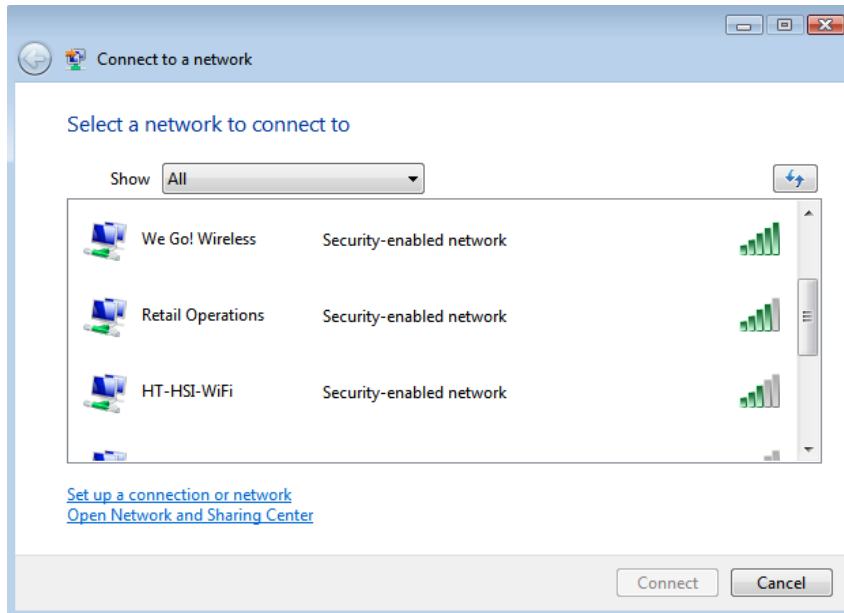 Connect to a network
Select a network to connect to
Show All
We Go! Wireless Security-enabled network
Retail Operations Security-enabled network
HT-HSI-WiFi Security-enabled network
Set up a connection or network
Open Network and Sharing Center
Connect Cancel